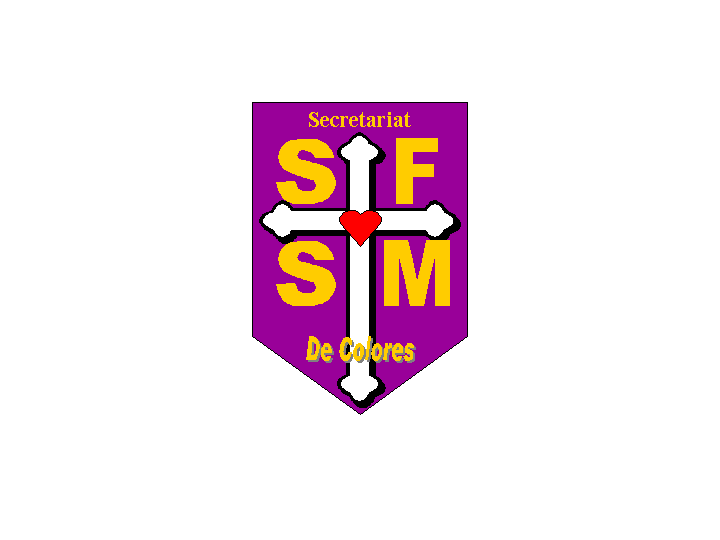 Secretariat
S F
S M
De Colores